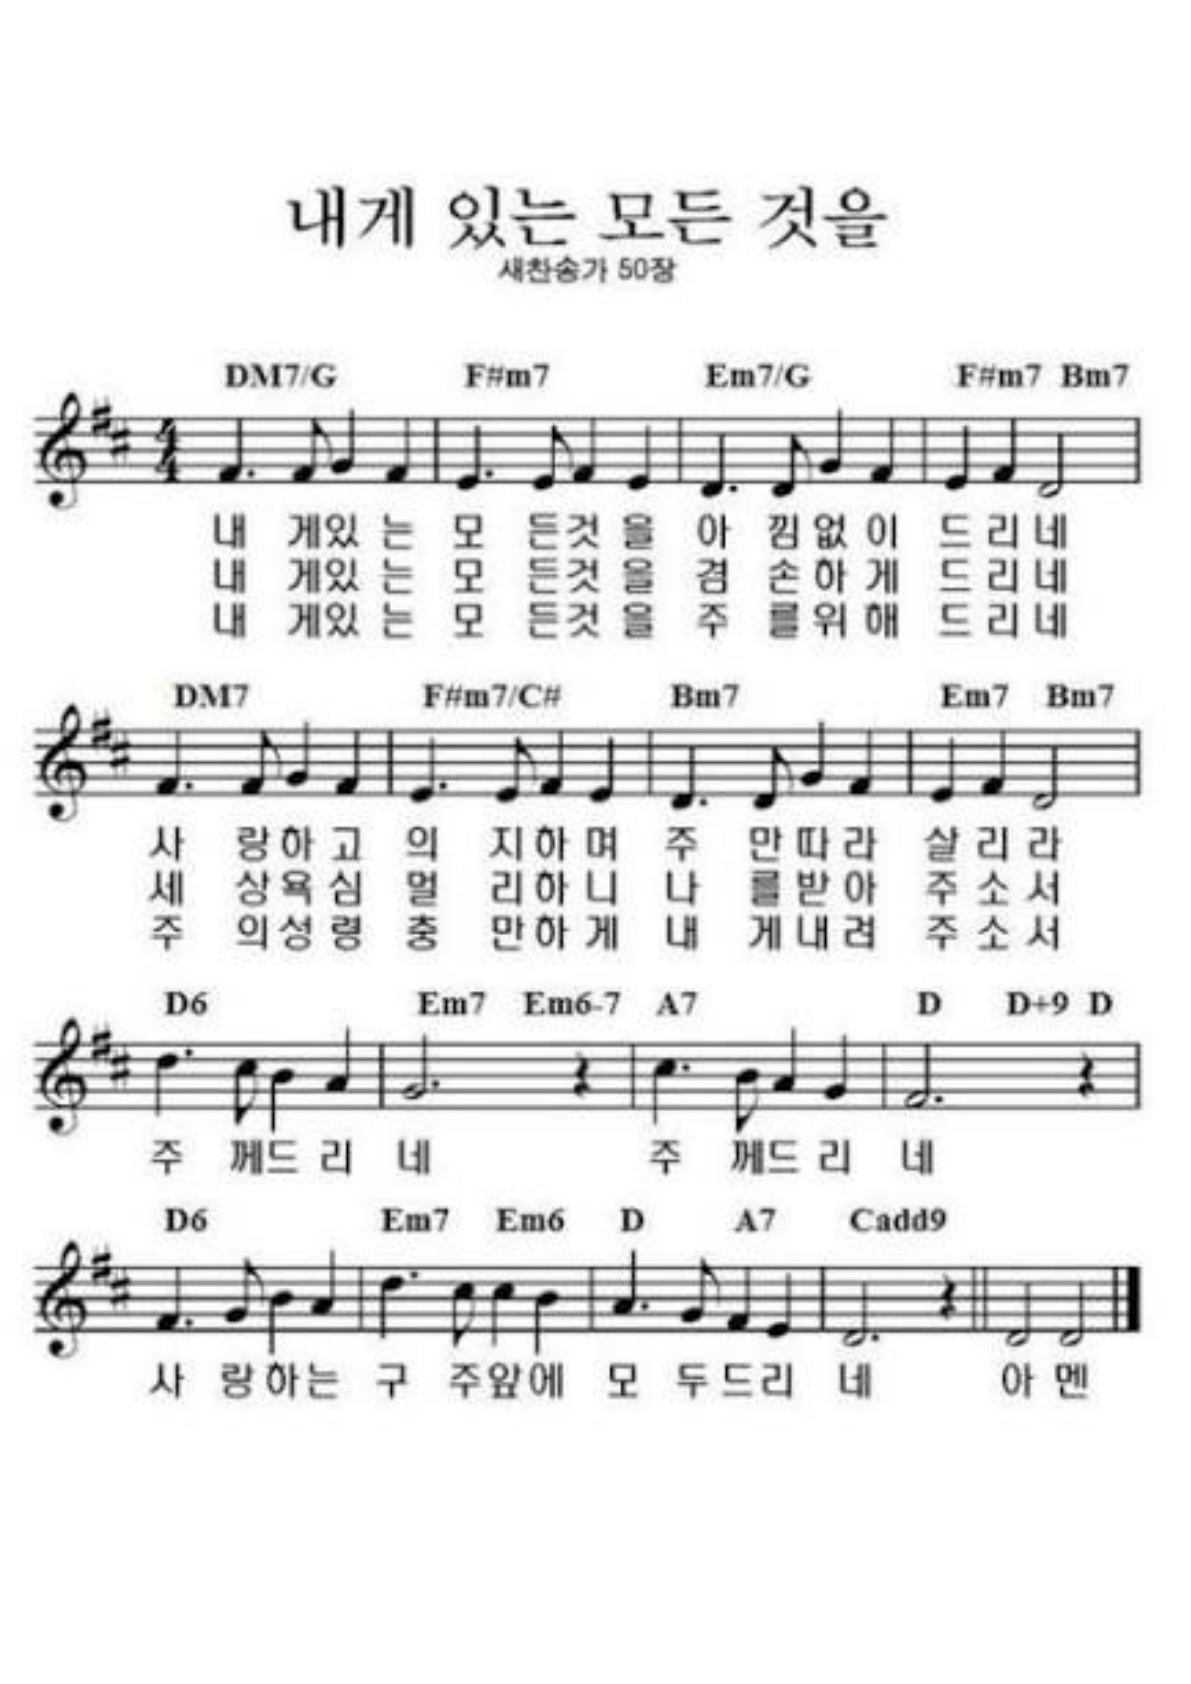 내게 있는 모든 것을
새찬송가 50장
DM7/G F#m7 Em7/G F#m7 Bm7
내 게있 는 모 든것 을 아 낌없 이 드 리 네
내 게있 는 모 든것 을 겸 손하 게 드 리 네
내 게있 는 모 든것 을 주 를위 해 드 리 네
DM7 F#m7/C# Bm7 Em7 Bm7
사 랑하 고 의 지하 며 주 만따 라 살 리 라
세 상욕 심 멀 리하 니 나 를받 아 주 소 서
주 의성 령 충 만하 게 내 게내 려 주 소 서
D6 Em7 Em6-7 A7 D D+9 D
주 께드 리 네 주 께드 리 네
D6 Em7 Em6 D A7 Cadd9
사 랑하는 구 주앞에 모 두드리 네 아 멘